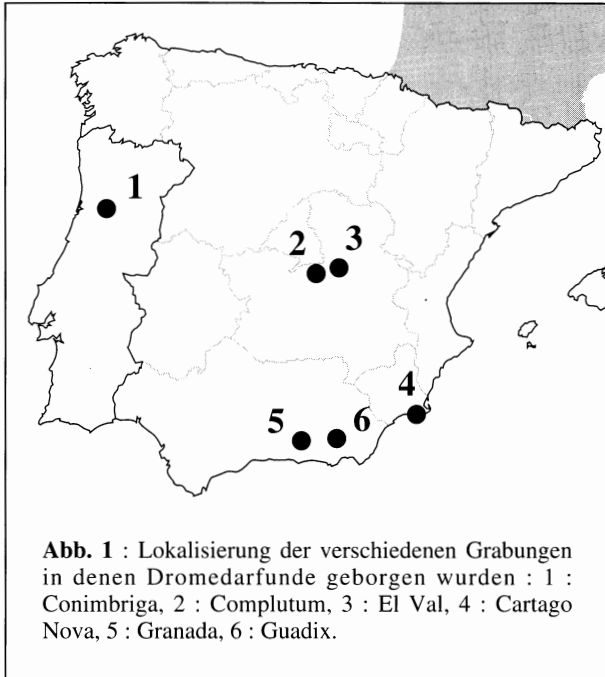 1
2 3
4
5 6
Abb. 1 : Lokalisierung der verschiedenen Grabungen
in denen Dromedarfunde geborgen wurden : 1 :
Conimbriga, 2 : Complutum, 3 : El Val, 4 : Cartago
Nova, 5 : Granada, 6 : Guadix.